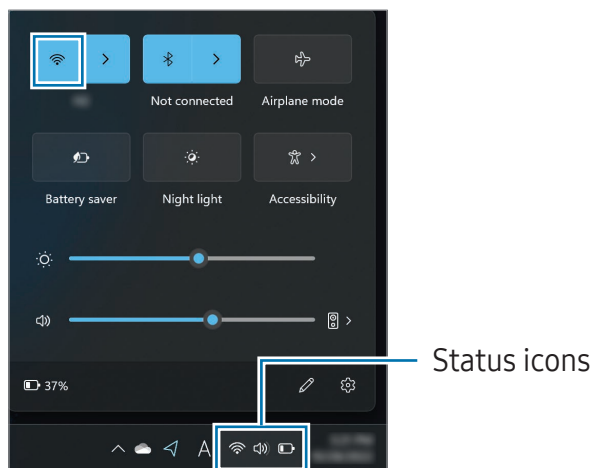 Not connected Airplane mode
Battery saver Night light Accessibility
37%
Status icons
A